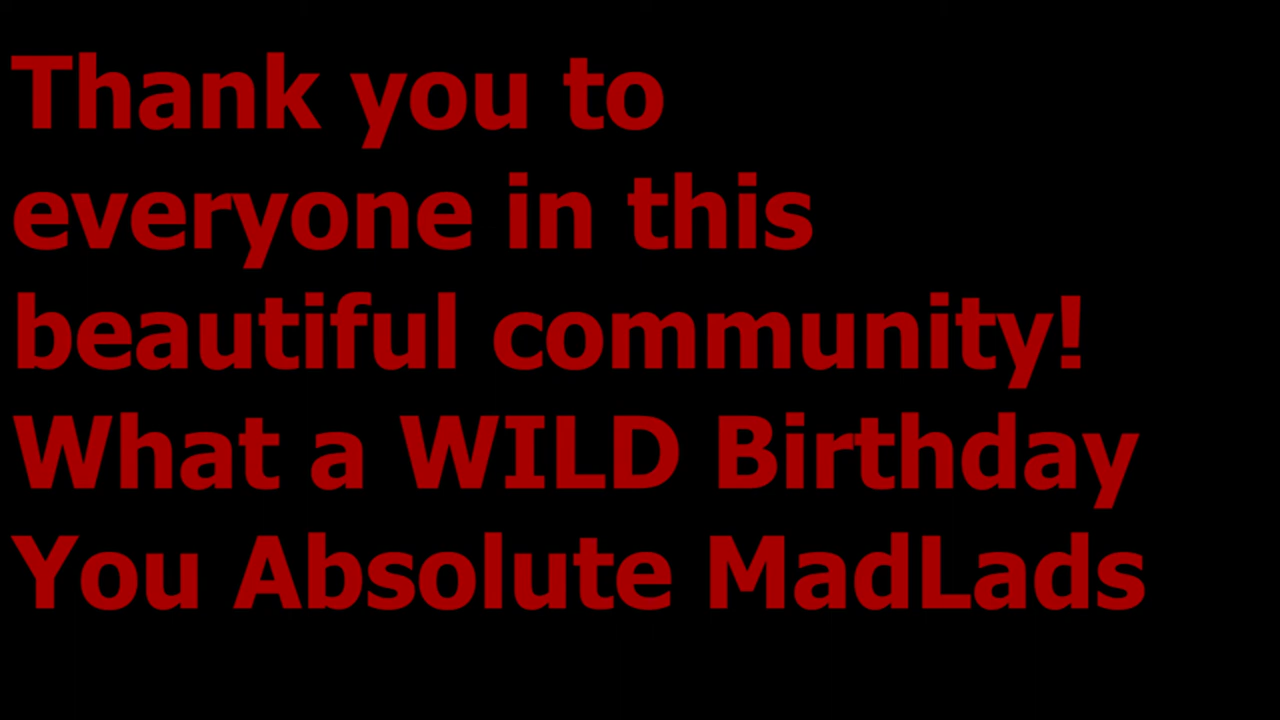 Thank you to
everyone in this
beautiful community!
What a WILD Birthday
You Absolute MadLads